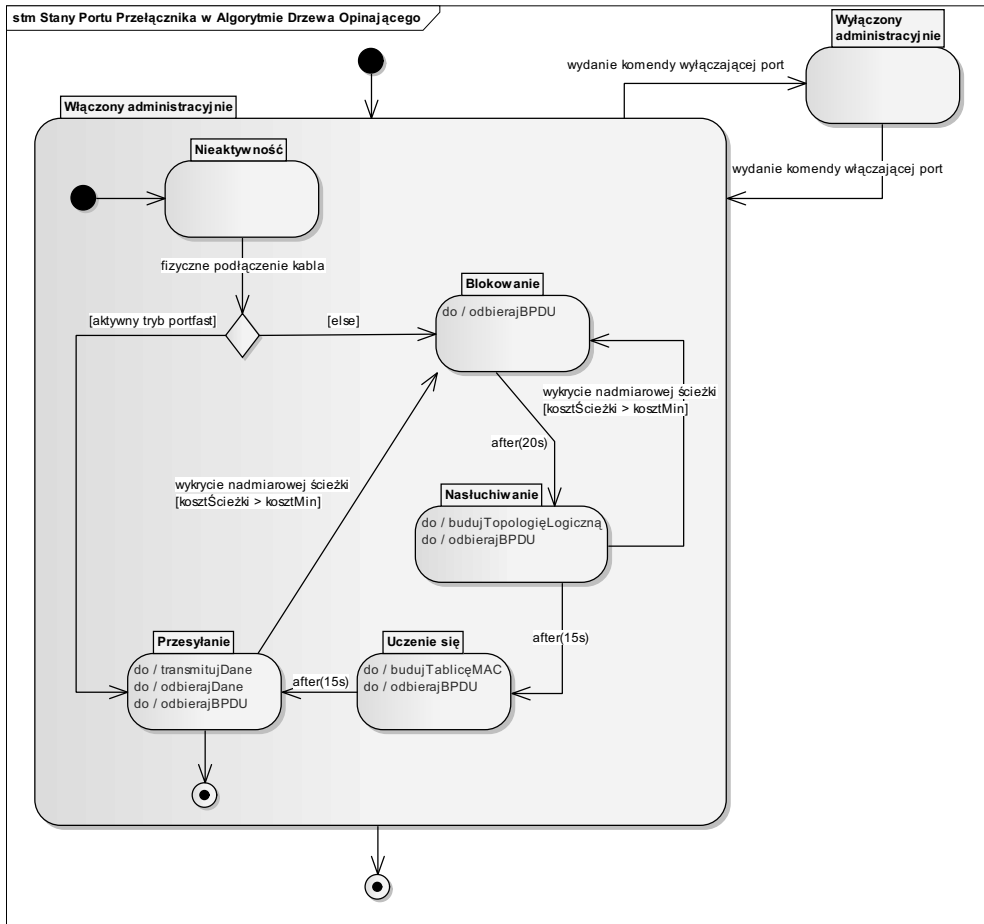 stm Stany Portu Przełącznika w Algorytmie Drzewa Opinającego
Wyłączony
administracyjnie
wydanie komendy wyłączającej port
Włączony administracyjnie
Nieaktywność
wydanie komendy włączającej port
fizyczne podłączenie kabla
Blokowanie
do / odbierajBPDU
[aktywny tryb portfast]
[else]
wykrycie nadmiarowej ścieżki
[kosztŚcieżki > kosztMin]
after(20s)
wykrycie nadmiarowej ścieżki
[kosztŚcieżki > kosztMin]
Nasłuchiwanie
do / budujTopologięLogiczną
do / odbierajBPDU
after(15s)
Przesyłanie
do / transmitujDane
do / odbierajDane
do / odbierajBPDU
after(15s)
Uczenie się
do / budujTablicęMAC
do / odbierajBPDU